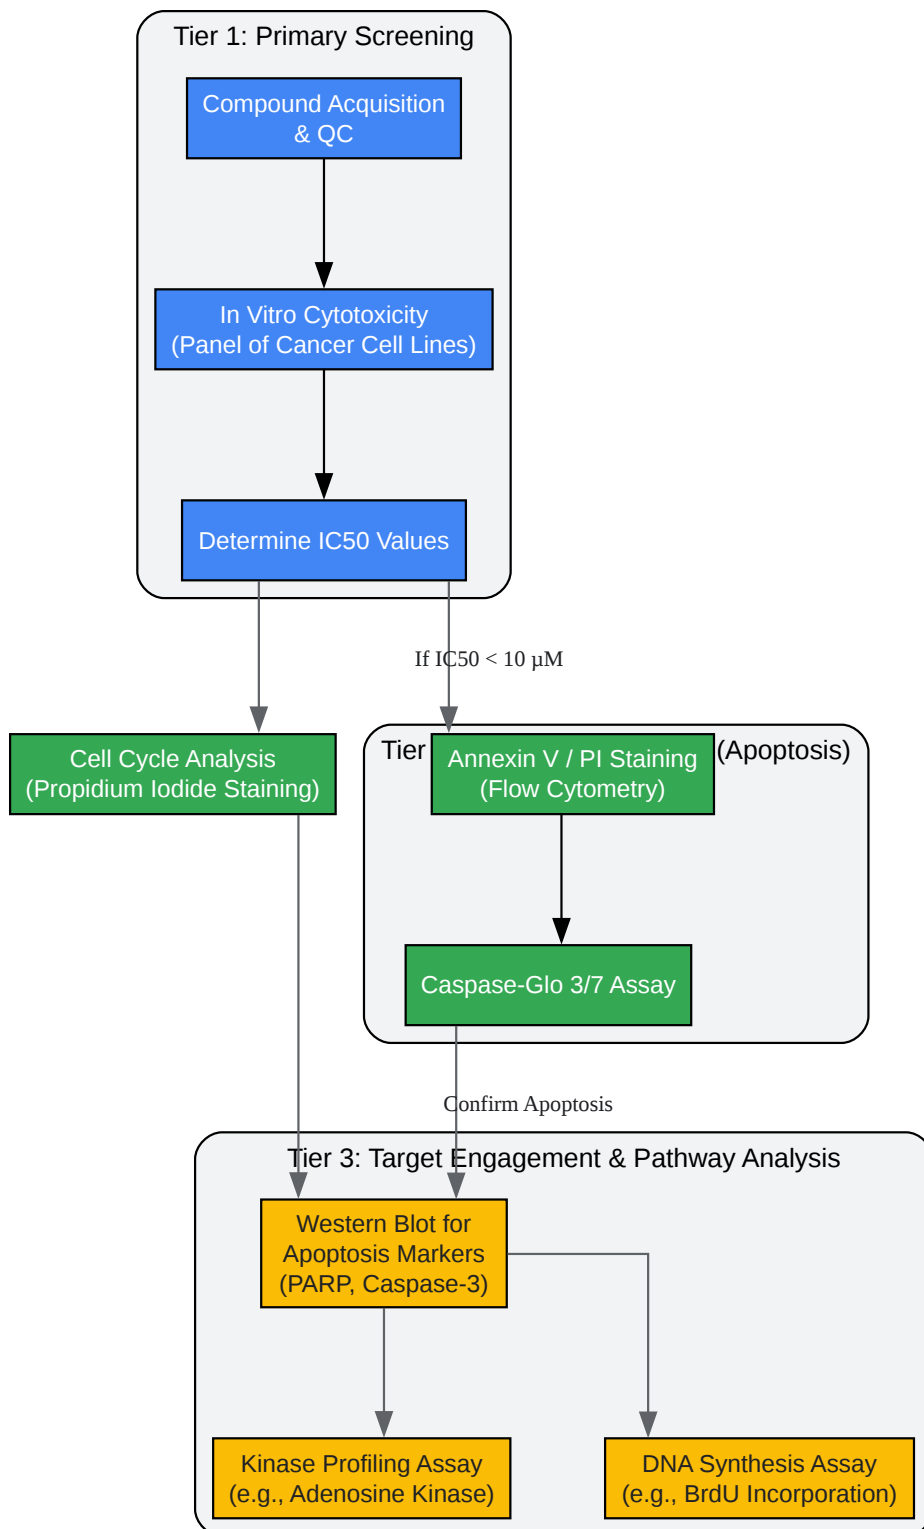 Tier 1: Primary Screening
Compound Acquisition
& QC
In Vitro Cytotoxicity
(Panel of Cancer Cell Lines)
Determine IC50 Values
If IC50 < 10 µM
Cell Cycle Analysis
(Propidium Iodide Staining)
Tier (Apoptosis)
Annexin V / PI Staining
(Flow Cytometry)
Caspase-Glo 3/7 Assay
Confirm Apoptosis
Tier 3: Target Engagement & Pathway Analysis
Western Blot for
Apoptosis Markers
(PARP, Caspase-3)
Kinase Profiling Assay
(e.g., Adenosine Kinase)
DNA Synthesis Assay
(e.g., BrdU Incorporation)